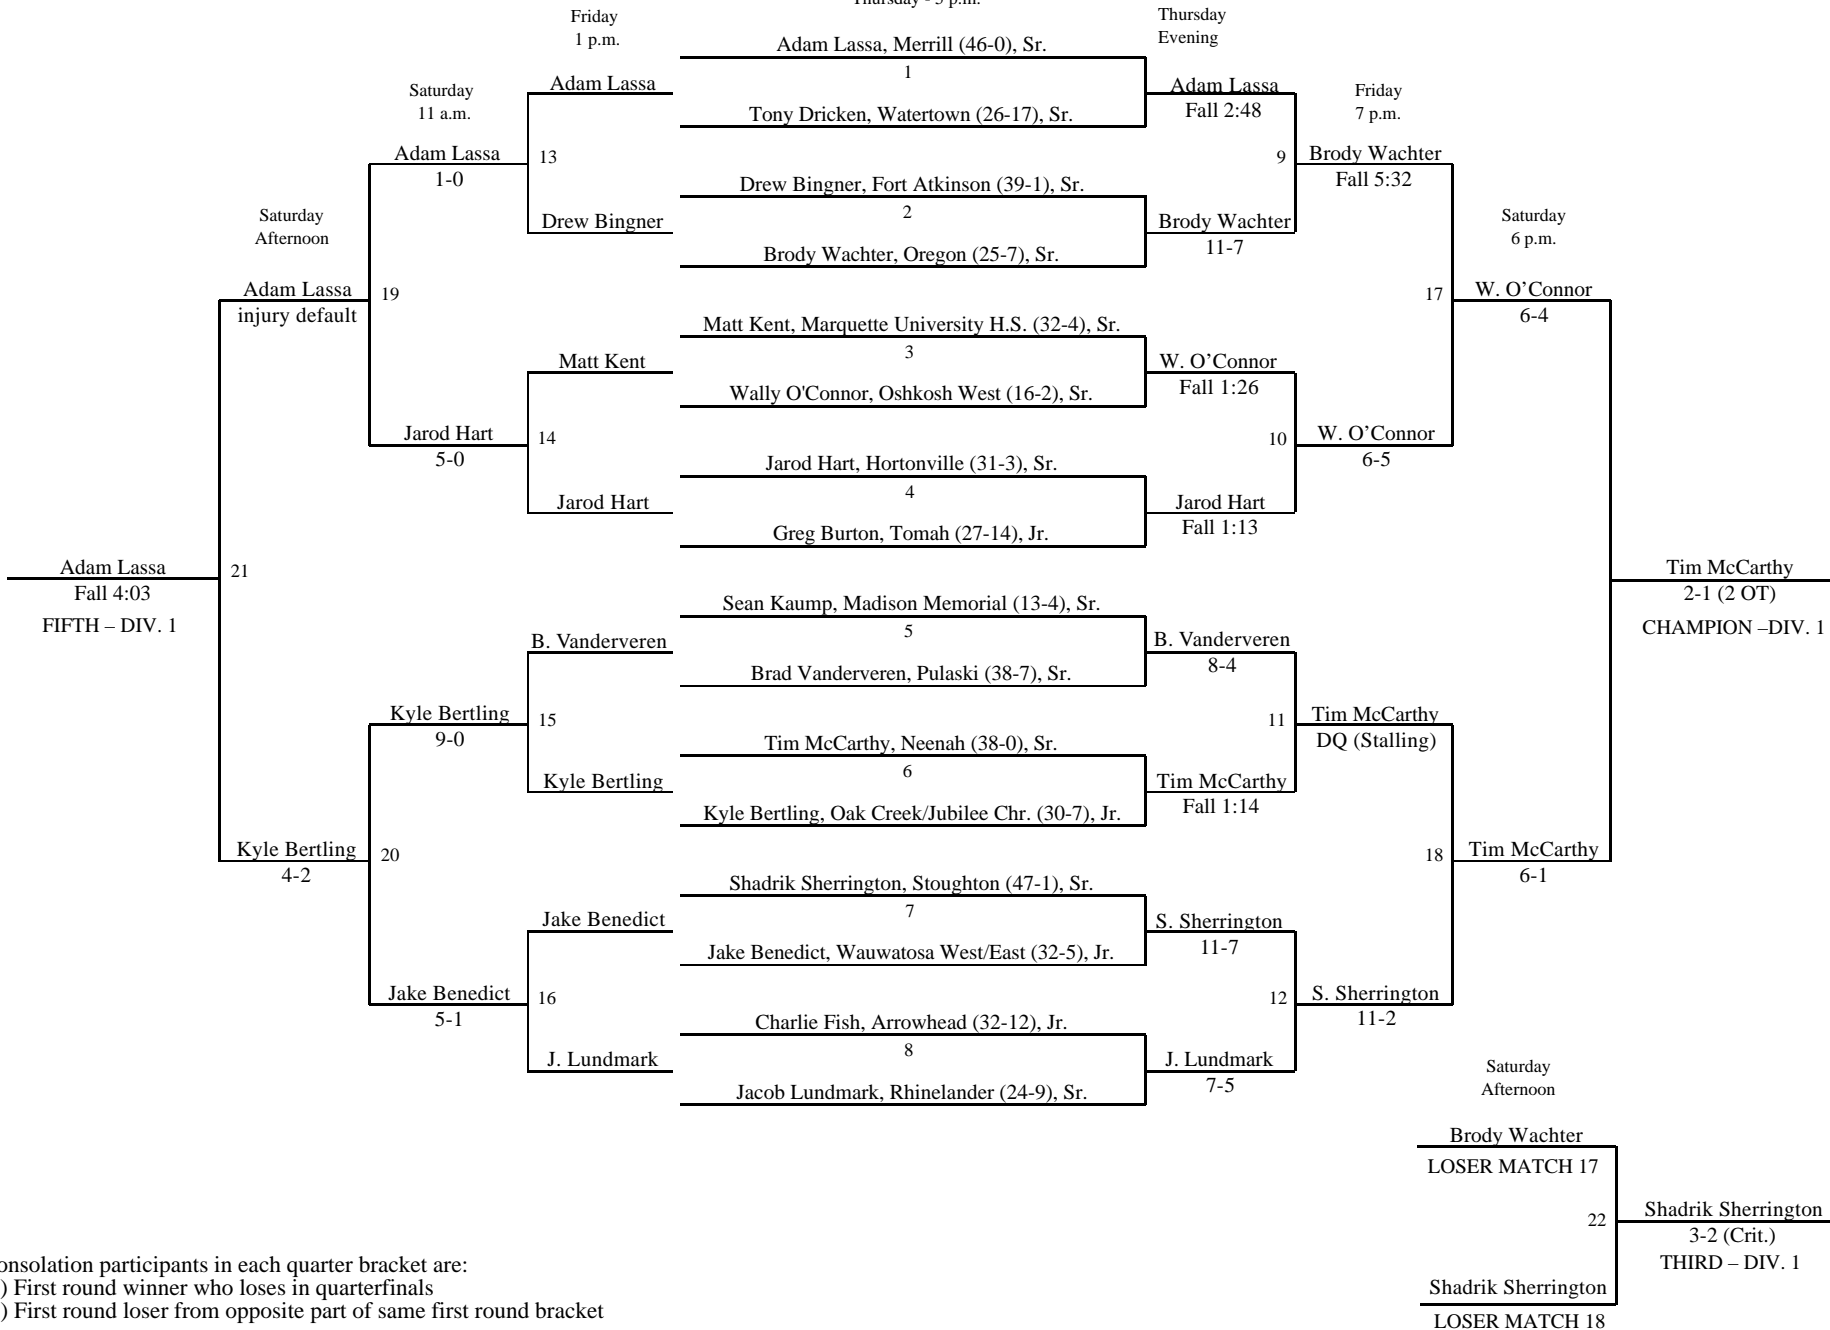 Thursday - 3 p.m.
Friday
1 p.m.
Thursday
Evening
Adam Lassa, Merrill (46-0), Sr.
1
Adam Lassa
Adam Lassa
Saturday
11 a.m.
Fall 2:48
Friday
7 p.m.
Tony Dricken, Watertown (26-17), Sr.
Adam Lassa
1-0
13
9
Brody Wachter
Fall 5:32
Drew Bingner, Fort Atkinson (39-1), Sr.
2
Saturday
Afternoon
Drew Bingner
Brody Wachter
11-7
Saturday
6 p.m.
Brody Wachter, Oregon (25-7), Sr.
Adam Lassa
injury default
19
17
W. O’Connor
6-4
Matt Kent, Marquette University H.S. (32-4), Sr.
3
Matt Kent
W. O’Connor
Fall 1:26
Wally O'Connor, Oshkosh West (16-2), Sr.
Jarod Hart
5-0
14
10
W. O’Connor
6-5
Jarod Hart, Hortonville (31-3), Sr.
4
Jarod Hart
Jarod Hart
Fall 1:13
Greg Burton, Tomah (27-14), Jr.
Adam Lassa
Fall 4:03
FIFTH – DIV. 1
21
Tim McCarthy
2-1 (2 OT)
CHAMPION –DIV. 1
Sean Kaump, Madison Memorial (13-4), Sr.
5
B. Vanderveren
B. Vanderveren
8-4
Brad Vanderveren, Pulaski (38-7), Sr.
Kyle Bertling
9-0
15
11
Tim McCarthy
DQ (Stalling)
Tim McCarthy, Neenah (38-0), Sr.
6
Kyle Bertling
Tim McCarthy
Fall 1:14
Kyle Bertling, Oak Creek/Jubilee Chr. (30-7), Jr.
Kyle Bertling
4-2
20
18
Tim McCarthy
6-1
Shadrik Sherrington, Stoughton (47-1), Sr.
7
Jake Benedict
S. Sherrington
11-7
Jake Benedict, Wauwatosa West/East (32-5), Jr.
Jake Benedict
5-1
16
12
S. Sherrington
11-2
Charlie Fish, Arrowhead (32-12), Jr.
8
J. Lundmark
J. Lundmark
7-5
Jacob Lundmark, Rhinelander (24-9), Sr.
Saturday
Afternoon
Brody Wachter
LOSER MATCH 17
22
Shadrik Sherrington
3-2 (Crit.)
THIRD – DIV. 1
Shadrik Sherrington
LOSER MATCH 18
onsolation participants in each quarter bracket are:
) First round winner who loses in quarterfinals
) First round loser from opposite part of same first round bracket